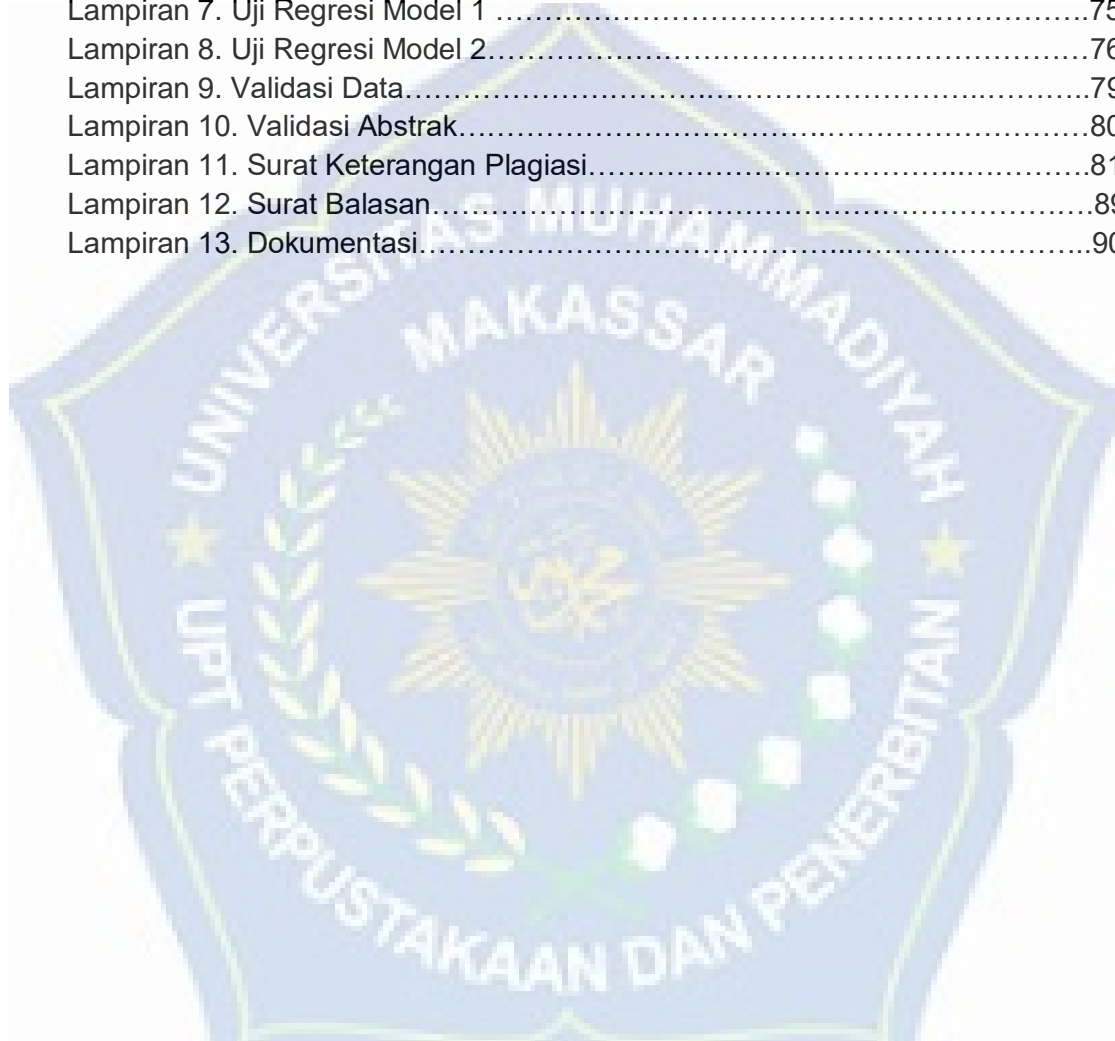 Lampiran 7. Uji Regresi Model 1 ……………………………………………………..75
Lampiran 8. Uji Regresi Model 2……………………………………………………….76
Lampiran 9. Validasi Data……………………………………………………………….79
Lampiran 10. Validasi Abstrak………………………………………………………….80
Lampiran 11. Surat Keterangan Plagiasi……………………………………………….81
Lampiran 12. Surat Balasan…………………………………………………………….89
Lampiran 13. Dokumentasi……………………………………………………………..90
UNIVERSITAS MUHAMMADIYAH
MAKASSAR
UPT PERPUSTAKAAN DAN PENERBITAN